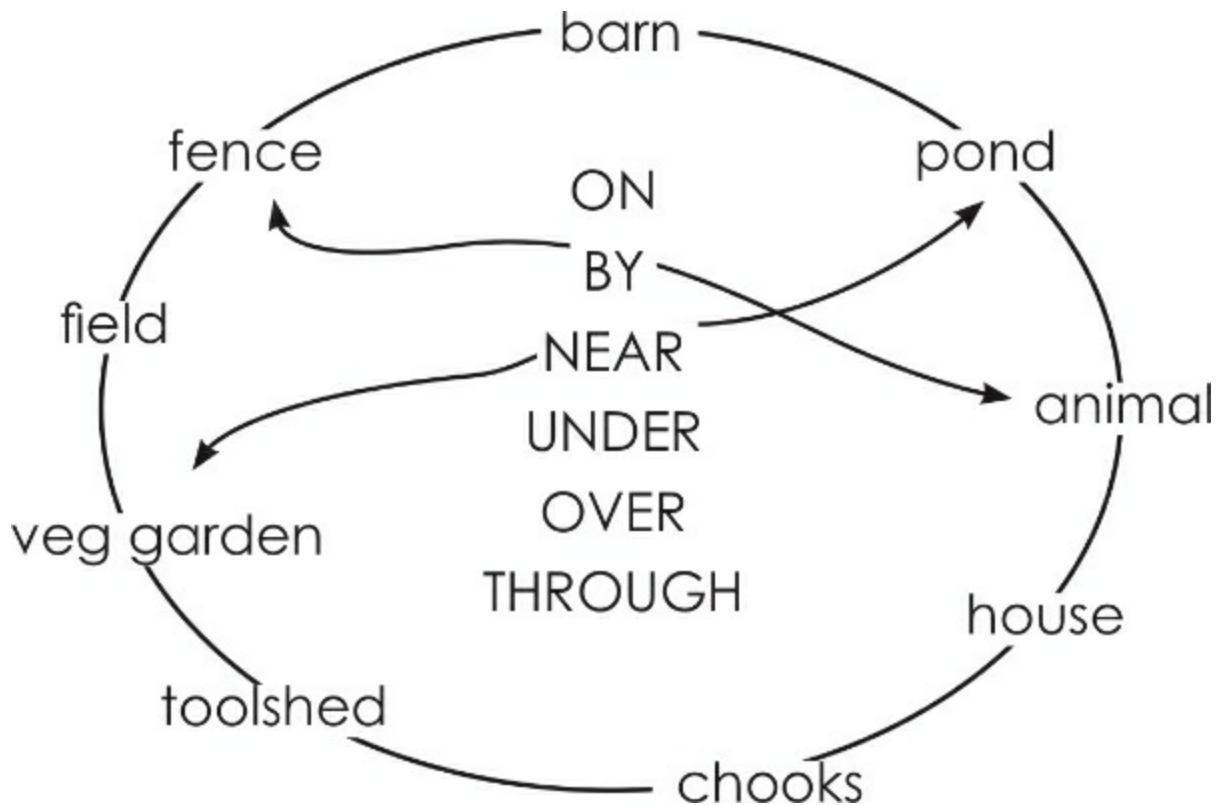 barn
fence
pond
ON
BY
field
NEAR
animal
UNDER
OVER
veg garden
THROUGH
house
toolshed
chooks